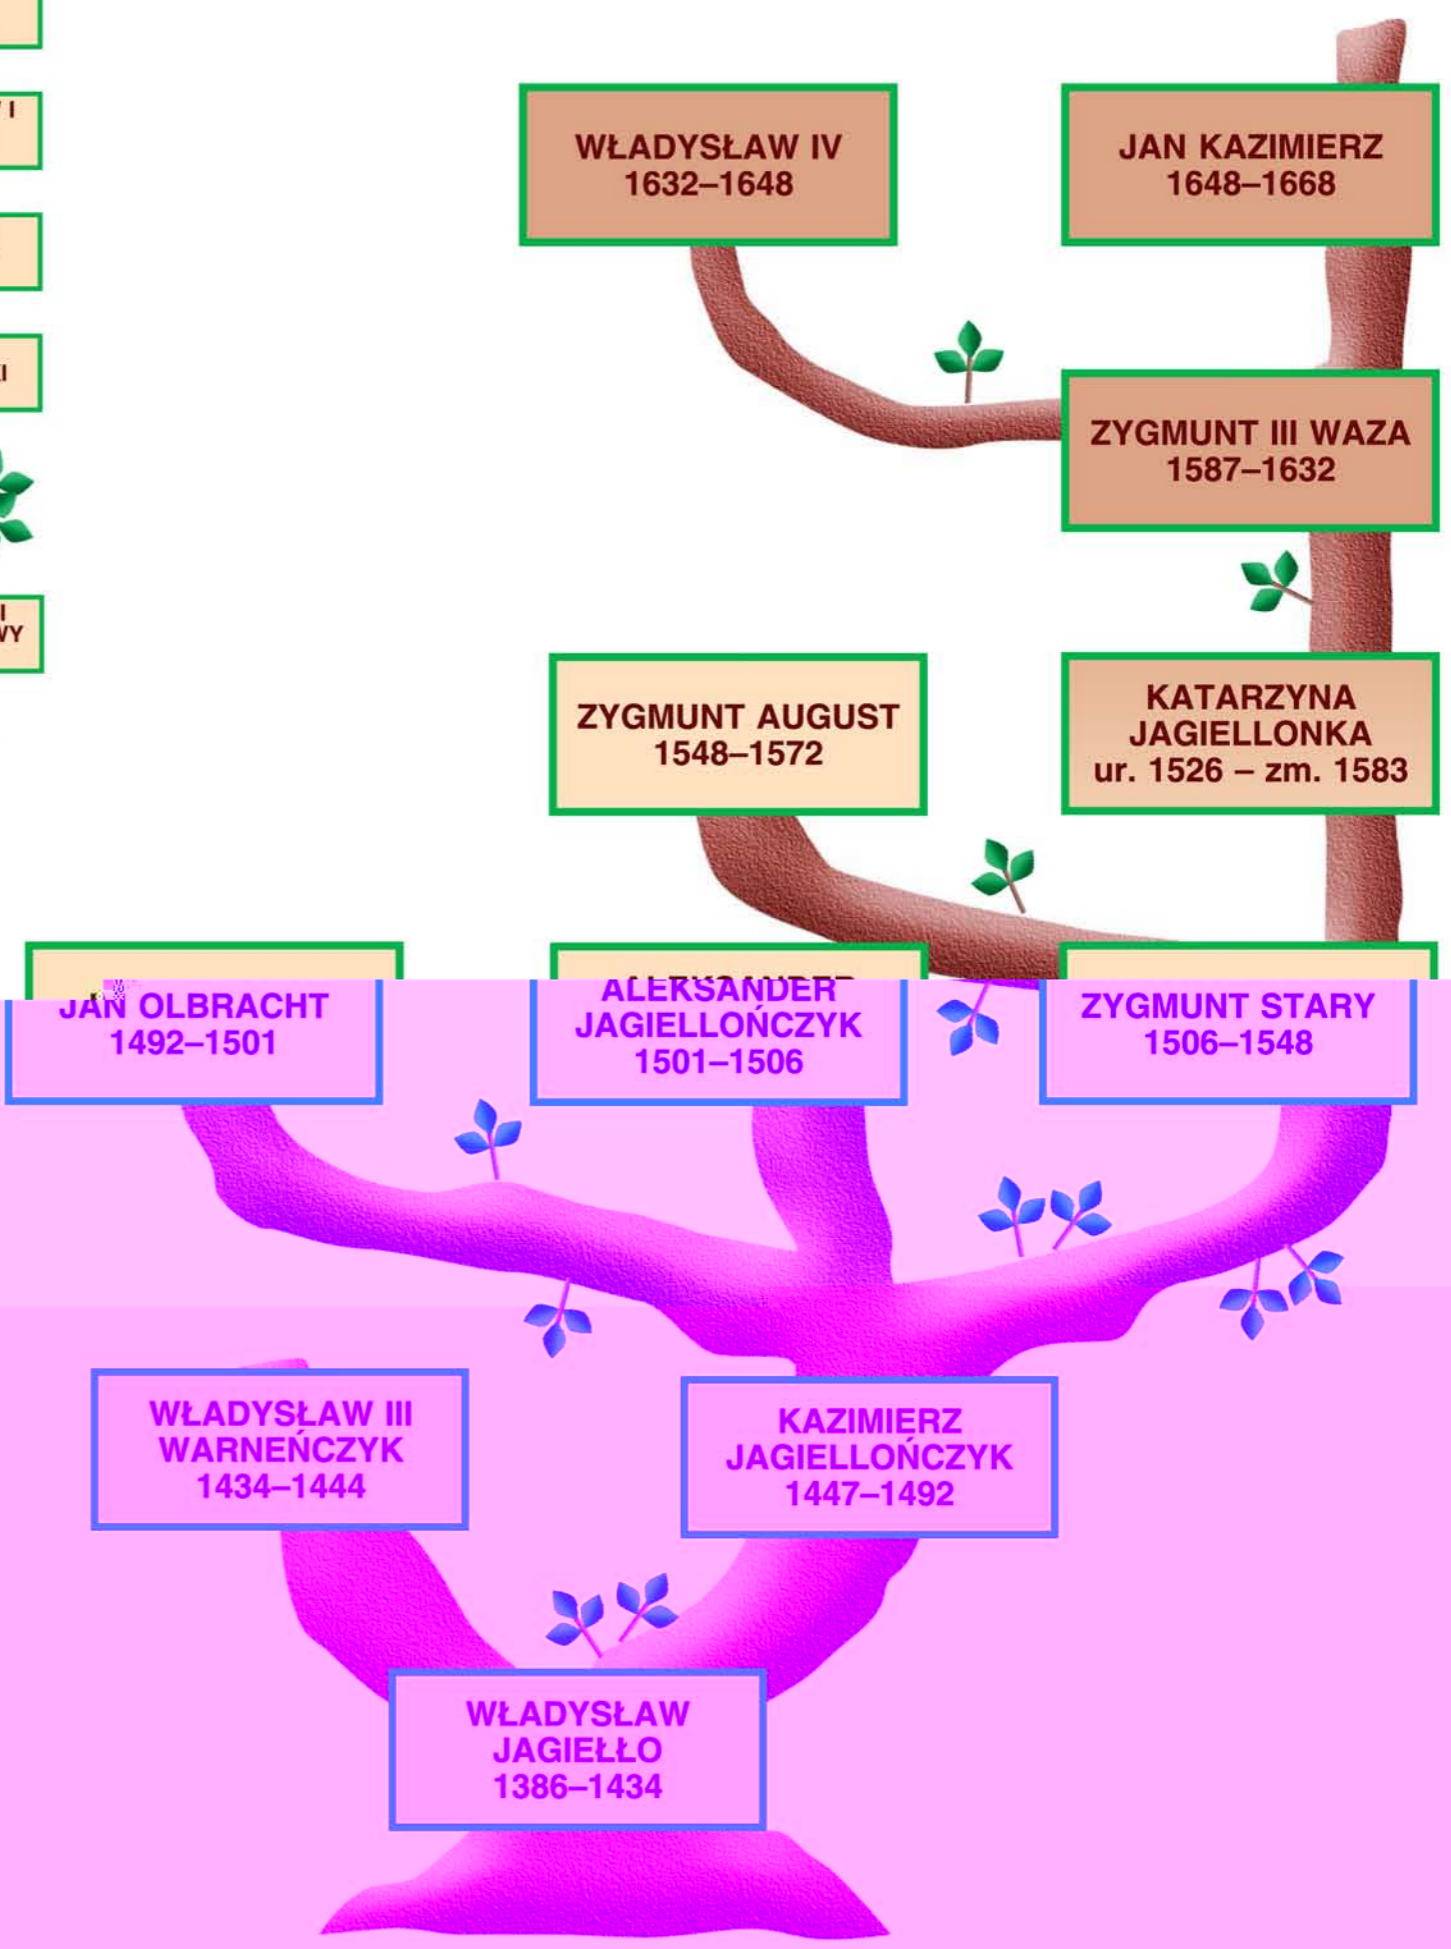 I
I
I
WY
WŁADYSŁAW IV
1632–1648
JAN KAZIMIERZ
1648–1668
ZYGMUNT III WAZA
1587–1632
ZYGMUNT AUGUST
1548–1572
KATARZYNA
JAGIELLONKA
ur. 1526 – zm. 1583
JAN OLBRACHT
1492–1501
ALEKSANDER
JAGIELLOŃCZYK
1501–1506
ZYGMUNT STARY
1506–1548
WŁADYSŁAW III
WARNEŃCZYK
1434–1444
KAZIMIERZ
JAGIELLOŃCZYK
1447–1492
WŁADYSŁAW
JAGIEŁŁO
1386–1434